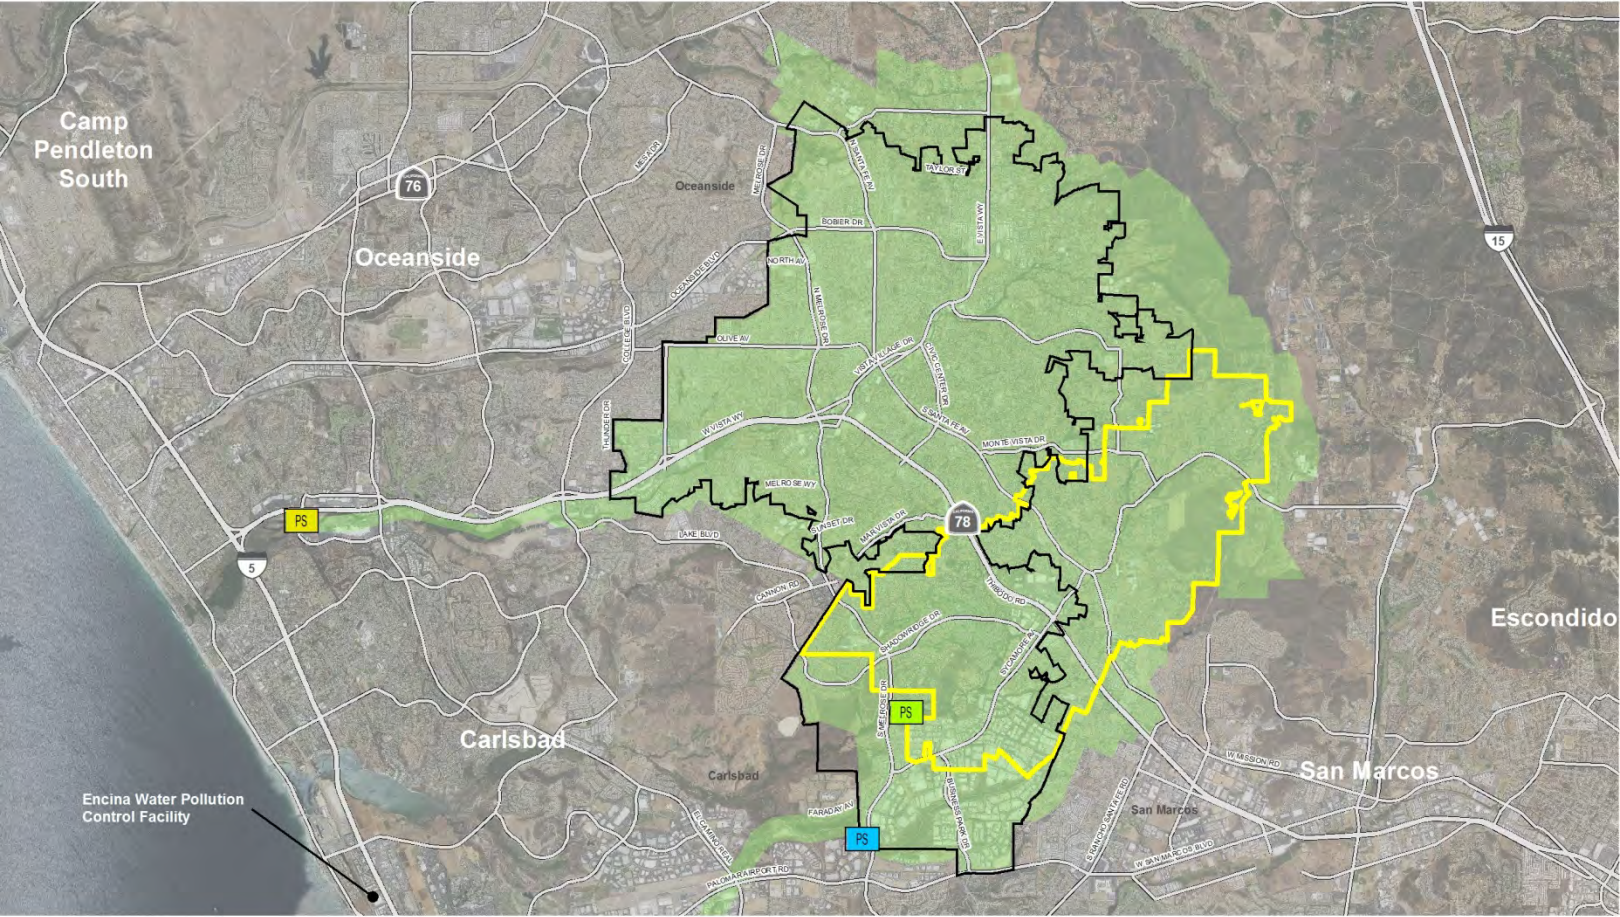 Camp
Pendleton
South
76
Oceanside
MESA DR
Oceanside
MELROSE DR
N SANTA FE AV
TAYLOR ST
BOBIER DR
E VISTA WY
15
NORTH AV
OCEANSIDE BLVD
N MELROSE DR
COLLEGE BLVD
OLIVE AV
VISTA VILLAGE DR
CIVIC CENTER DR
THUNDER DR
W VISTA WY
S SANTA FE AV
MONTE VISTA DR
MELROSE WY
PS
SUNSET DR
MAR VISTA DR
78
LAKE BLVD
5
CANNON RD
THIBODO RD
SHADOWRIDGE DR
SYCAMORE AV
Escondido
S MELROSE DR
PS
Carlsbad
Carlsbad
W MISSION RD
San Marcos
Encina Water Pollution
Control Facility
FARADAY AV
BUSINESS PARK DR
San Marcos
S RANCHO SANTA FE RD
EL CAMINO REAL
PS
W SAN MARCOS BLVD
PALOMAR AIRPORT RD